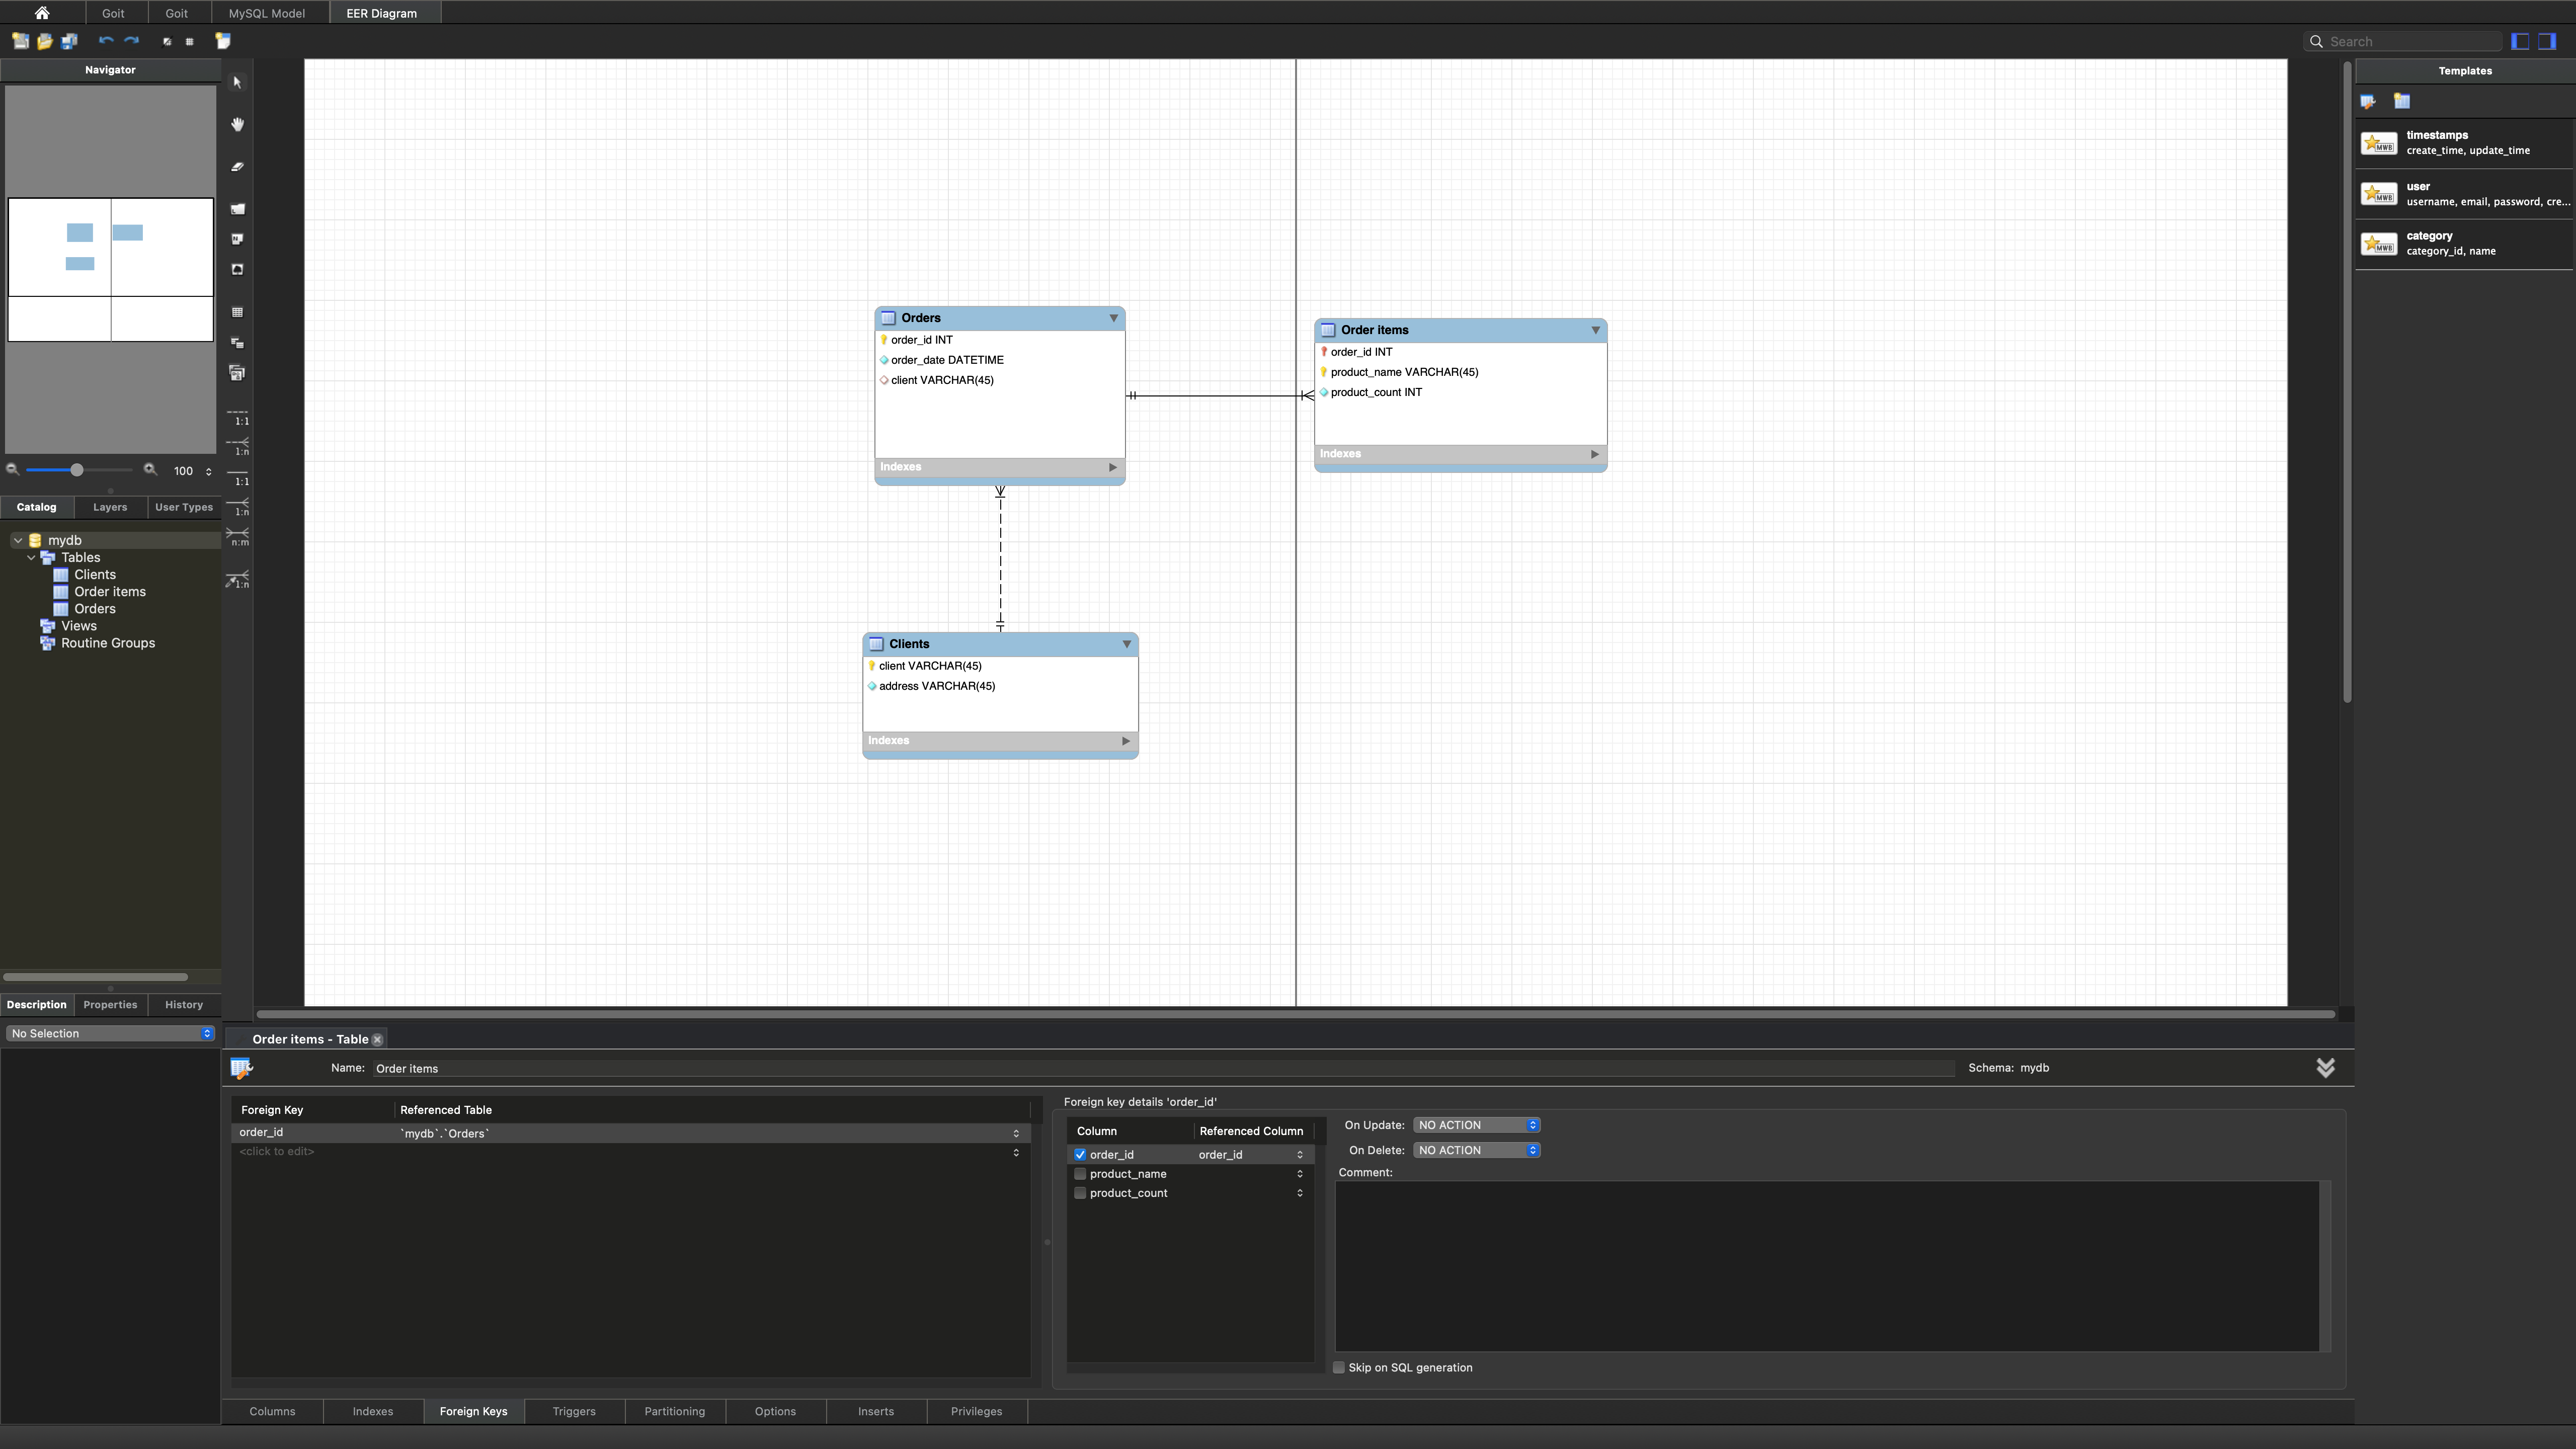 Goit
Goit
MySQL Model
EER Diagram
Search
Navigator
100
Catalog
Layers
User Types
mydb
Tables
Clients
Order items
Orders
Views
Routine Groups
Description
Properties
History
No Selection
1:1
1:n
1:1
1:n
n:m
1:n
Orders
order_id INT
order_date DATETIME
client VARCHAR(45)
Indexes
Order items
order_id INT
product_name VARCHAR(45)
product_count INT
Indexes
Clients
client VARCHAR(45)
address VARCHAR(45)
Indexes
Templates
MWB
timestamps
create_time, update_time
MWB
user
username, email, password, cre...
MWB
category
category_id, name
Order items - Table
Name: Order items
Schema: mydb
Foreign Key
Referenced Table
order_id
`mydb`.`Orders`
<click to edit>
Foreign key details 'order_id'
Column
Referenced Column
order_id
order_id
product_name
product_count
On Update: NO ACTION
On Delete: NO ACTION
Comment:
Skip on SQL generation
Columns
Indexes
Foreign Keys
Triggers
Partitioning
Options
Inserts
Privileges